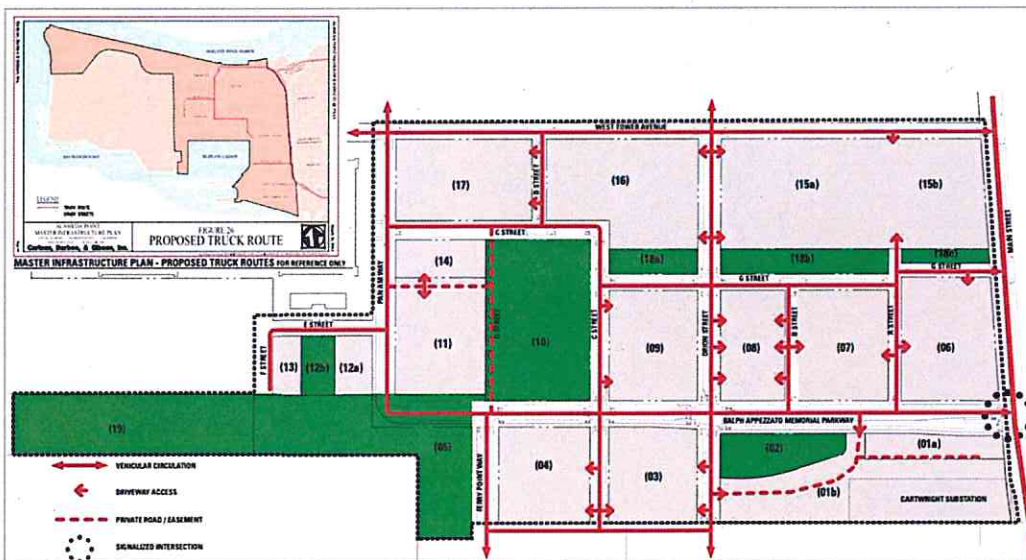 LEGEND
FIGURE 26
PROPOSED TRUCK ROUTE
MASTER INFRASTRUCTURE PLAN
MASTER INFRASTRUCTURE PLAN - PROPOSED TRUCK ROUTES FOR REFERENCE ONLY
WEST TOWER AVENUE
(17)
D STREET
(16)
(15a)
(15b)
MAIN STREET
C STREET
(14)
(18a)
(18b)
(18c)
G STREET
G STREET
PAN AM WAY
E STREET
F STREET
(13)
(12b)
(12a)
(11)
(10)
C STREET
(09)
ORION STREET
(08)
B STREET
(07)
(06)
RALPH APPEZZATO MEMORIAL PARKWAY
(19)
(05)
FERRY POINT WAY
(04)
(03)
(02)
(01a)
(01b)
CARTWRIGHT SUBSTATION
VEHICULAR CIRCULATION
DRIVEWAY ACCESS
PRIVATE ROAD / EASEMENT
SIGNALIZED INTERSECTION